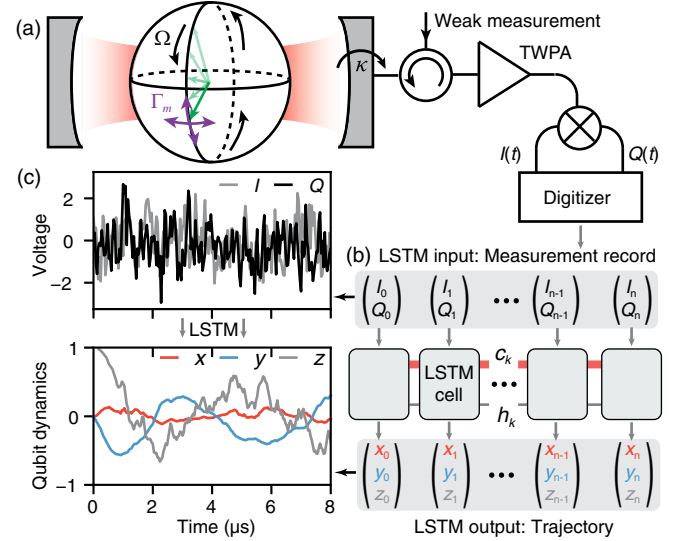 (a)
Ω
Γm
κ
Weak measurement
TWPA
I(t)
Q(t)
Digitizer
(c)
I Q
Voltage
2
0
−2
LSTM
x y z
Qubit dynamics
1
0
−1
0 2 4 6 8
Time (μs)
(b) LSTM input: Measurement record
I0 I1 ••• In-1 In
Q0 Q1 Qn-1 Qn
LSTM
cell
ck
•••
hk
x0 x1 xn-1 xn
y0 y1 ••• yn-1 yn
z0 z1 zn-1 zn
LSTM output: Trajectory